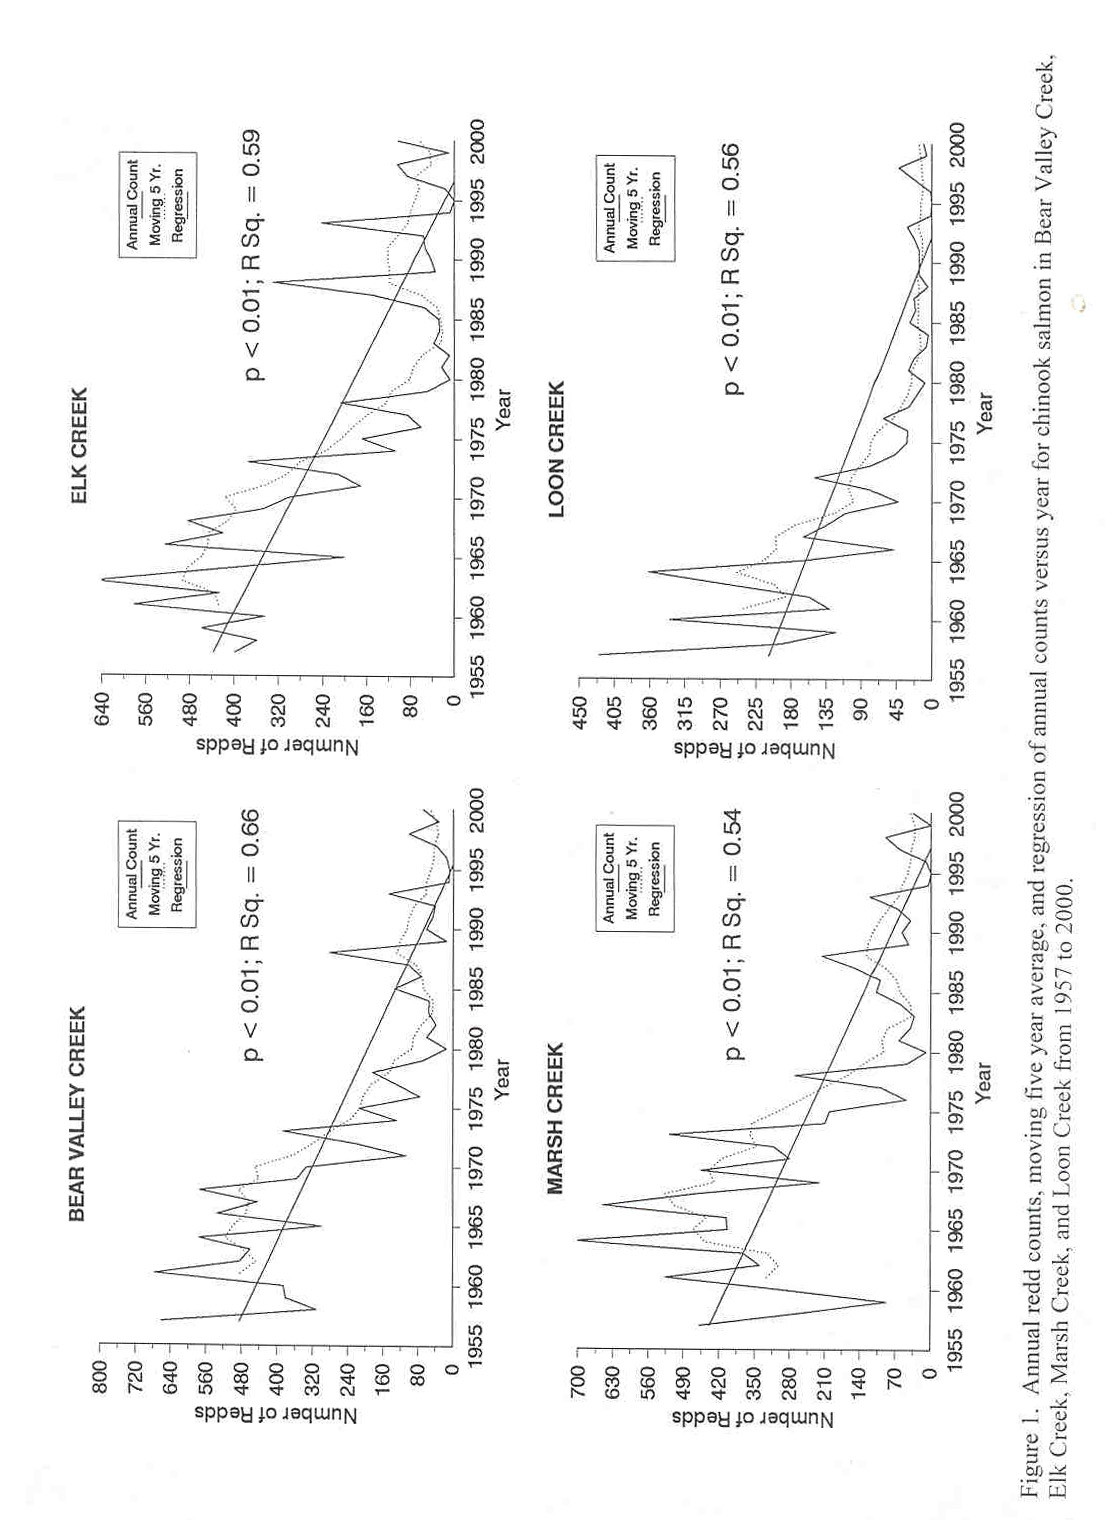 BEAR VALLEY CREEK
Number of Redds
800
720
640
560
480
400
320
240
160
80
0
1955 1960 1965 1970 1975 1980 1985 1990 1995 2000
Year
Annual Count
Moving 5 Yr.
Regression
p < 0.01; R Sq. = 0.66
ELK CREEK
Number of Redds
640
560
480
400
320
240
160
80
0
1955 1960 1965 1970 1975 1980 1985 1990 1995 2000
Year
Annual Count
Moving 5 Yr.
Regression
p < 0.01; R Sq. = 0.59
MARSH CREEK
Number of Redds
700
630
560
490
420
350
280
210
140
70
0
1955 1960 1965 1970 1975 1980 1985 1990 1995 2000
Year
Annual Count
Moving 5 Yr.
Regression
p < 0.01; R Sq. = 0.54
LOON CREEK
Number of Redds
450
405
360
315
270
225
180
135
90
45
0
1955 1960 1965 1970 1975 1980 1985 1990 1995 2000
Year
Annual Count
Moving 5 Yr.
Regression
p < 0.01; R Sq. = 0.56
Figure 1. Annual redd counts, moving five year average, and regression of annual counts versus year for chinook salmon in Bear Valley Creek,
Elk Creek, Marsh Creek, and Loon Creek from 1957 to 2000.